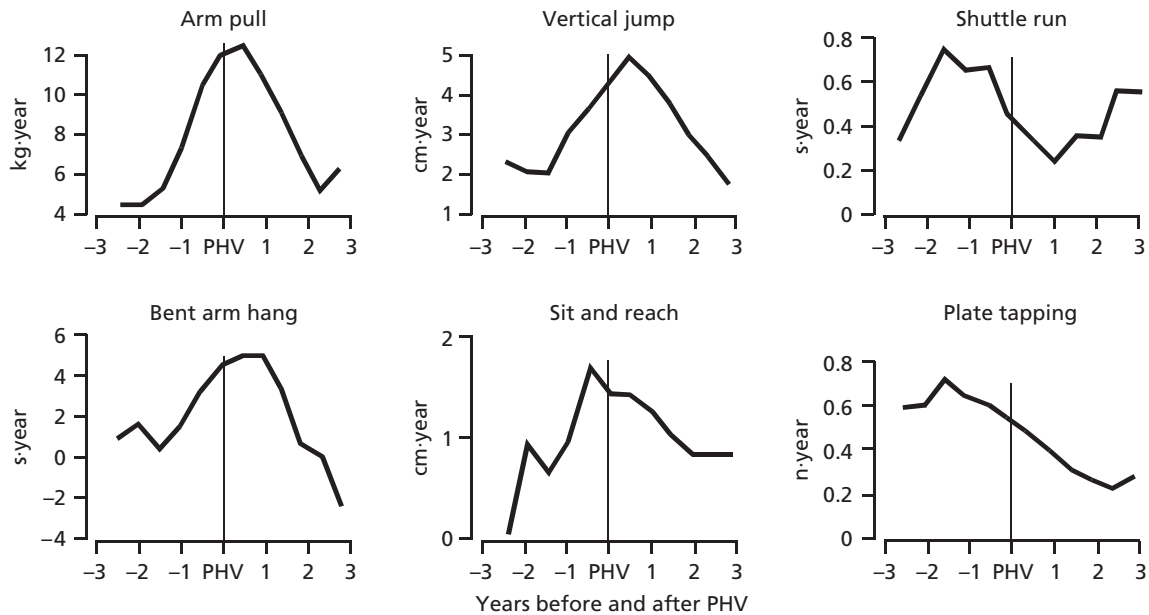 Arm pull
kg·year
12
10
8
6
4
–3 –2 –1 PHV 1 2 3
Vertical jump
cm·year
5
4
3
2
1
–3 –2 –1 PHV 1 2 3
Shuttle run
s·year
0.8
0.6
0.4
0.2
0
–3 –2 –1 PHV 1 2 3
Bent arm hang
s·year
6
4
2
0
–2
–4
–3 –2 –1 PHV 1 2 3
Sit and reach
cm·year
2
1
0
–3 –2 –1 PHV 1 2 3
Plate tapping
n·year
0.8
0.6
0.4
0.2
0
–3 –2 –1 PHV 1 2 3
Years before and after PHV